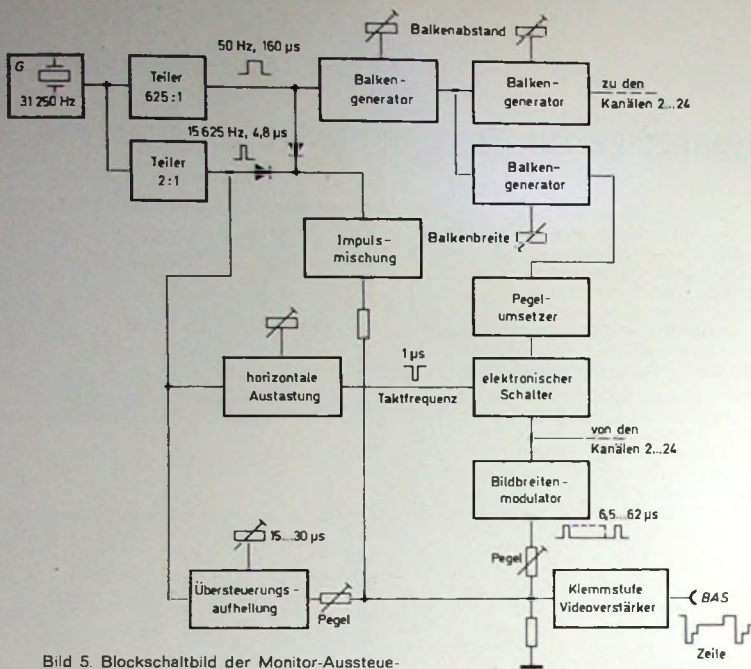 G
31 250 Hz
Teiler
625:1
50 Hz, 160 µs
Balken-
generator
Balkenabstand
Balken-
generator
zu den
Kanälen 2...24
Teiler
2:1
15 625 Hz, 4,8 µs
Balken-
generator
Balkenbreite
Impuls-
mischung
Pegel-
umsetzer
horizontale
Austastung
1 µs
Taktfrequenz
elektronischer
Schalter
von den
Kanälen 2...24
Bildbreiten-
modulator
6,5...62 µs
Pegel
15...30 µs
Übersteuerungs-
aufhellung
Pegel
Klemmstufe
Videoverstärker
BAS
Zeile
Bild 5. Blockschaltbild der Monitor-Aussteue-